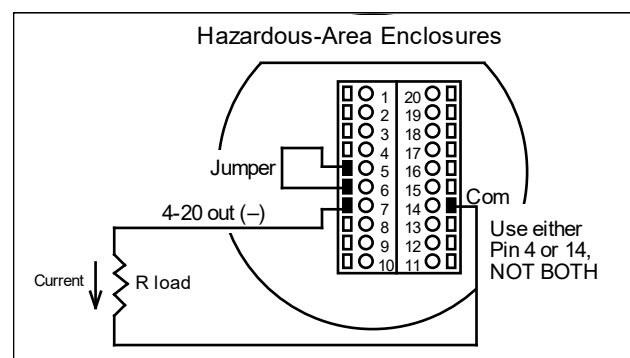 Hazardous-Area Enclosures
1 20
2 19
3 18
4 17
Jumper
5 16
6 15
Com
4-20 out (–)
7 14
8 13
9 12
10 11
Use either
Pin 4 or 14,
NOT BOTH
Current
R load